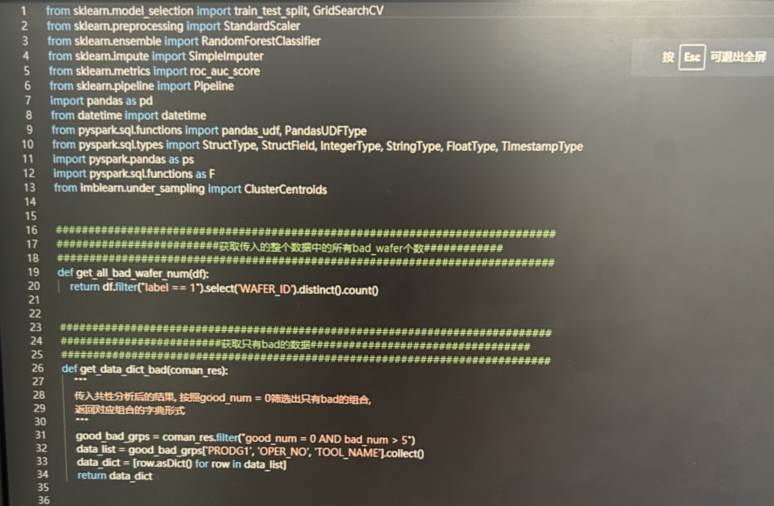 1 from sklearn.model_selection import train_test_split, GridSearchCV
2 from sklearn.preprocessing import StandardScaler
3 from sklearn.ensemble import RandomForestClassifier
4 from sklearn.impute import SimpleImputer
5 from sklearn.metrics import roc_auc_score
6 from sklearn.pipeline import Pipeline
7 import pandas as pd
8 from datetime import datetime
9 from pyspark.sql.functions import pandas_udf, PandasUDFType
10 from pyspark.sql.types import StructType, StructField, IntegerType, StringType, FloatType, TimestampType
11 import pyspark.pandas as ps
12 import pyspark.sql.functions as F
13 from imblearn.under_sampling import ClusterCentroids
14
15
16 ##############################################################################
17 #########################获取传入的整个数据中的所有bad_wafer个数############
18 ##############################################################################
19 def get_all_bad_wafer_num(df):
20 return df.filter("label == 1").select('WAFER_ID').distinct().count()
21
22
23 ##############################################################################
24 #########################获取只有bad的数据##################################
25 ##############################################################################
26 def get_data_dict_bad(coman_res):
27 """
28 传入共性分析后的结果, 按照good_num = 0筛选出只有bad的组合,
29 返回对应组合的字典形式
30 """
31 good_bad_grps = coman_res.filter("good_num = 0 AND bad_num > 5")
32 data_list = good_bad_grps['PRODG1', 'OPER_NO', 'TOOL_NAME'].collect()
33 data_dict = [row.asDict() for row in data_list]
34 return data_dict
35
36
按 Esc 可退出全屏